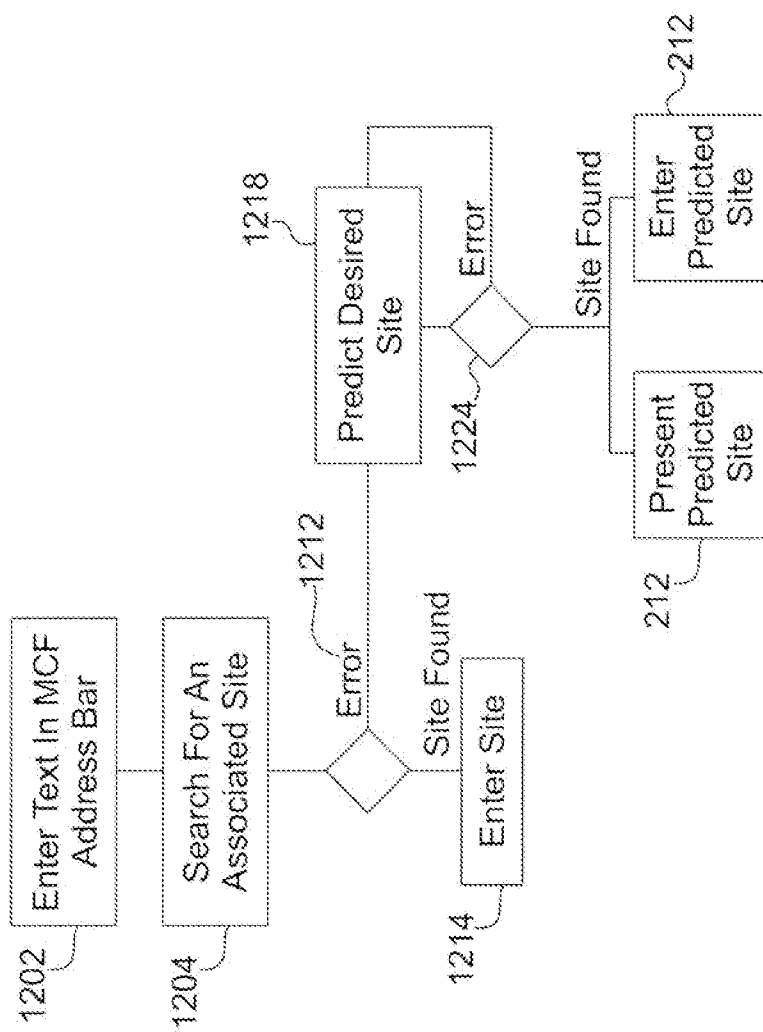 1202
Enter Text In MCF
Address Bar
1204
Search For An
Associated Site
Error
1212
Site Found
1214
Enter Site
1218
Predict Desired
Site
1224
Error
Site Found
212
Present
Predicted
Site
212
Enter
Predicted
Site